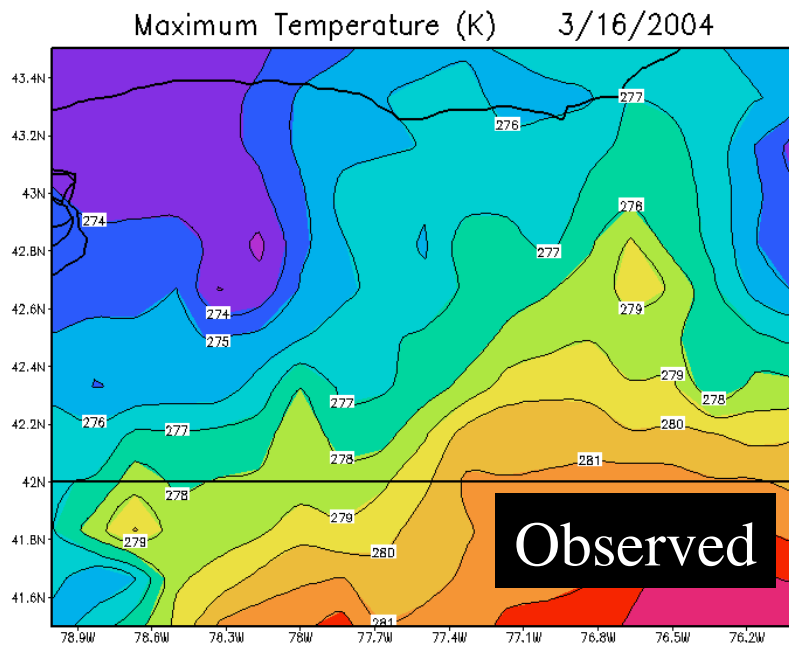 Maximum Temperature (K) 3/16/2004
43.4N
277
276
43.2N
43N
278
274
42.8N
277
42.6N
279
274
275
42.4N
279
278
277
42.2N
276
277
280
278
281
42N
278
279
41.8N
279
280
Observed
41.6N
281
78.9W 78.6W 78.3W 78W 77.7W 77.4W 77.1W 76.8W 76.5W 76.2W